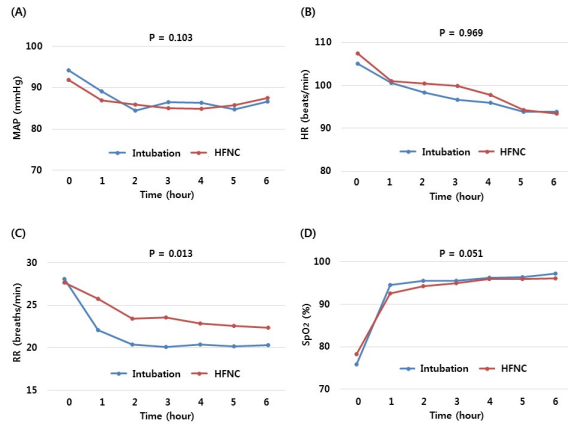 (A)
P = 0.103
MAP (mmHg)
100
90
80
70
Intubation HFNC
0 1 2 3 4 5 6
Time (hour)
(B)
P = 0.969
HR (beats/min)
110
100
90
80
Intubation HFNC
0 1 2 3 4 5 6
Time (hour)
(C)
P = 0.013
RR (breaths/min)
30
25
20
15
Intubation HFNC
0 1 2 3 4 5 6
Time (hour)
(D)
P = 0.051
SpO2 (%)
100
90
80
70
Intubation HFNC
0 1 2 3 4 5 6
Time (hour)